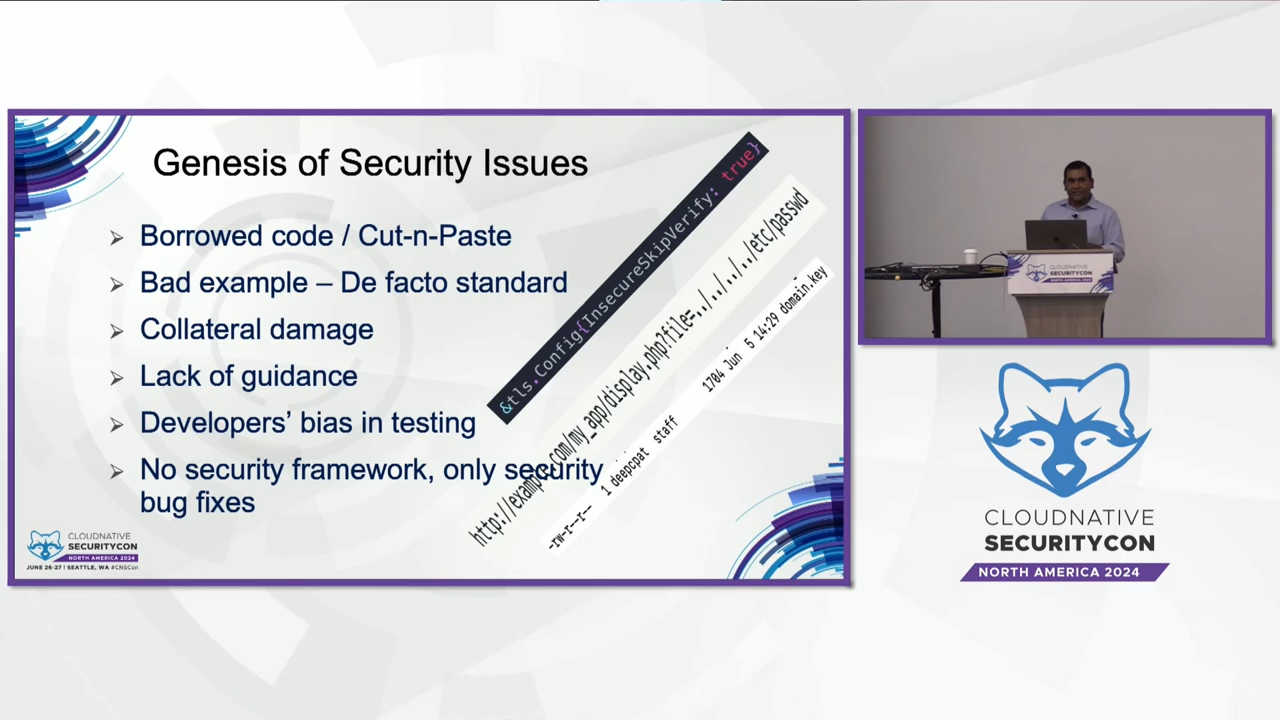 Genesis of Security Issues
Borrowed code / Cut-n-Paste
Bad example – De facto standard
Collateral damage
Lack of guidance
Developers' bias in testing
No security framework, only security
bug fixes
&tls.Config{InsecureSkipVerify: true}
http://example.com/my_app/display.php?file=../../../../etc/passwd
-rw-r--r-- 1 deepcpat staff 1704 Jun 5 14:29 domain.key
CLOUDNATIVE
SECURITYCON
NORTH AMERICA 2024
JUNE 26-27 | SEATTLE, WA #CNSCon
CLOUDNATIVE
SECURITYCON
NORTH AMERICA 2024
CLOUDNATIVE
SECURITYCON
NORTH AMERICA 2024